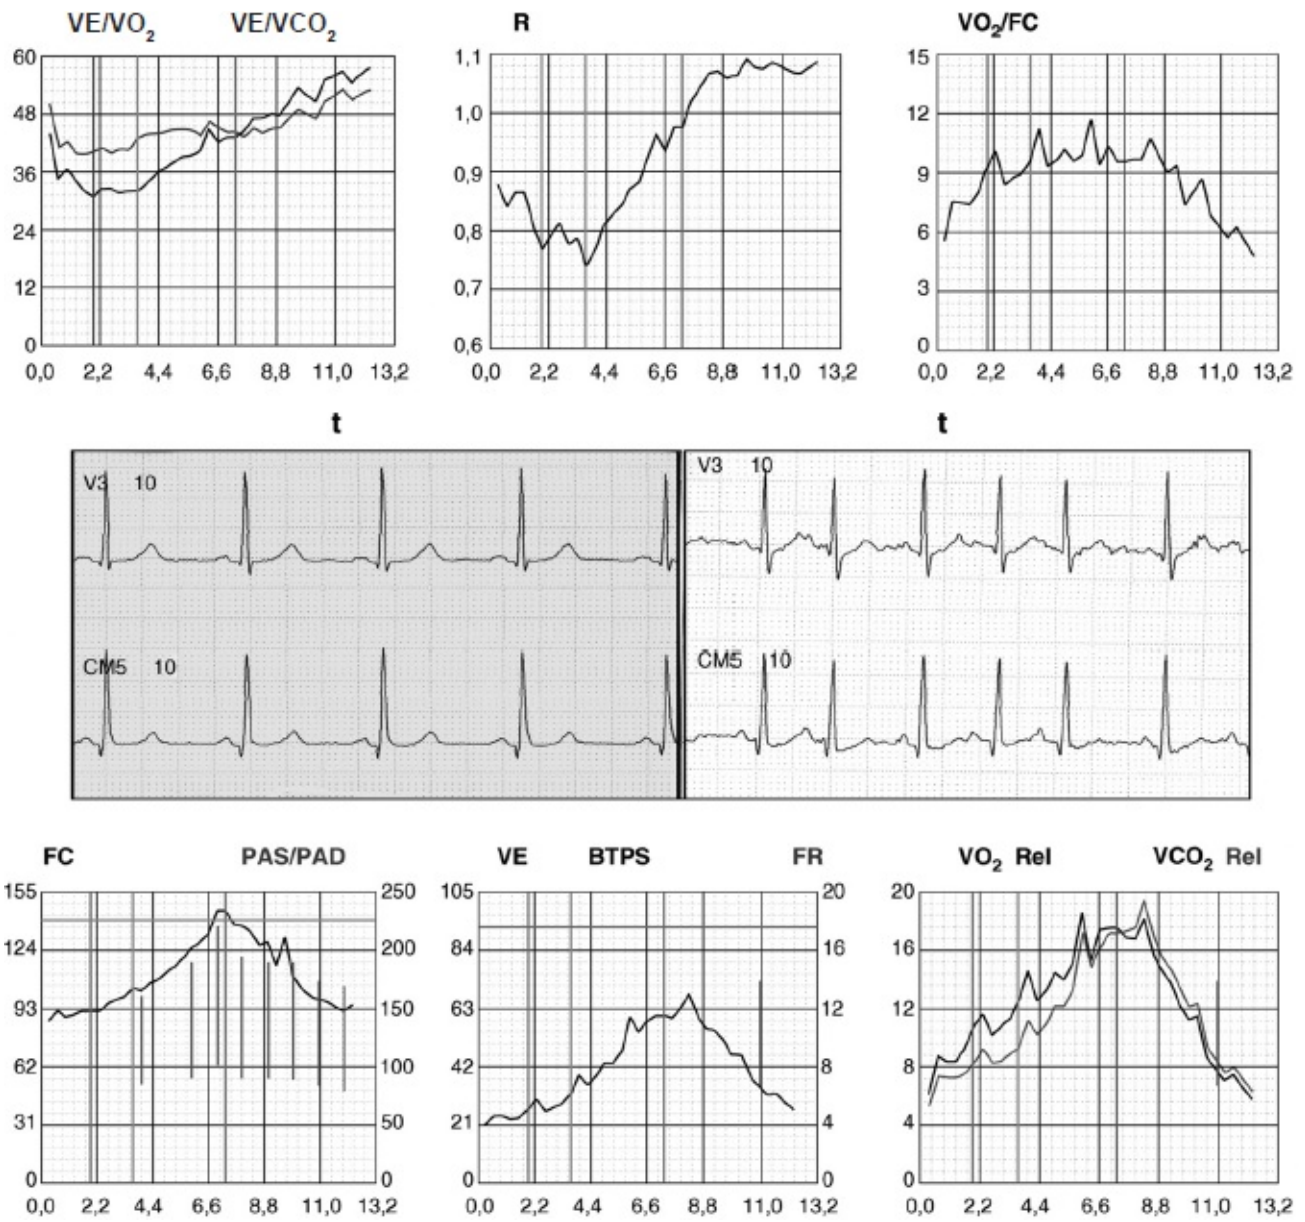 VE/VO2 VE/VCO2 R VO2/FC
60 1,1 15
48 1,0 12
36 0,9 9
24 0,8 6
12 0,7 3
0 0,6 0
0,0 2,2 4,4 6,6 8,8 11,0 13,2 0,0 2,2 4,4 6,6 8,8 11,0 13,2 0,0 2,2 4,4 6,6 8,8 11,0 13,2
t t
V3 10 V3 10
CM5 10 CM5 10
FC PAS/PAD VE BTPS FR VO2 Rel VCO2 Rel
155 250 105 20 20
124 200 84 16 16
93 150 63 12 12
62 100 42 8 8
31 50 21 4 4
0 0 0 0 0
0,0 2,2 4,4 6,6 8,8 11,0 13,2 0,0 2,2 4,4 6,6 8,8 11,0 13,2 0,0 2,2 4,4 6,6 8,8 11,0 13,2